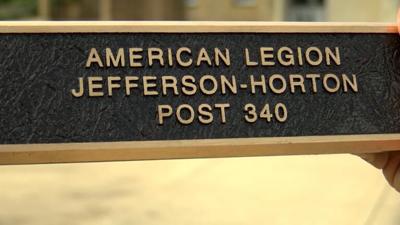 AMERICAN LEGION
JEFFERSON-HORTON
POST 340